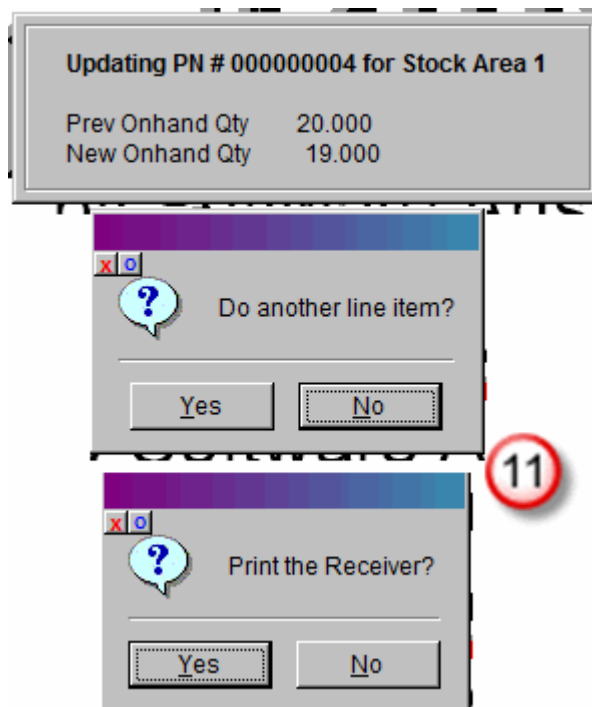 Updating PN # 000000004 for Stock Area 1
Prev Onhand Qty 20.000
New Onhand Qty 19.000
X O
Do another line item?
Yes No
11
X O
Print the Receiver?
Yes No